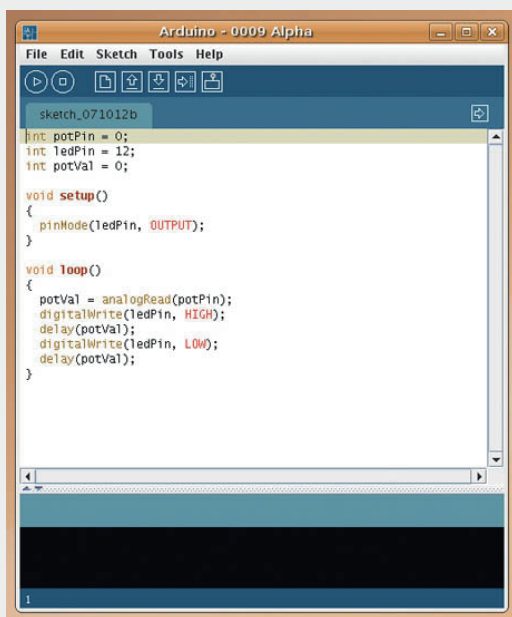 Arduino - 0009 Alpha
File Edit Sketch Tools Help
sketch_071012b
int potPin = 0;
int ledPin = 12;
int potVal = 0;
void setup()
{
  pinMode(ledPin, OUTPUT);
}
void loop()
{
  potVal = analogRead(potPin);
  digitalWrite(ledPin, HIGH);
  delay(potVal);
  digitalWrite(ledPin, LOW);
  delay(potVal);
}
1